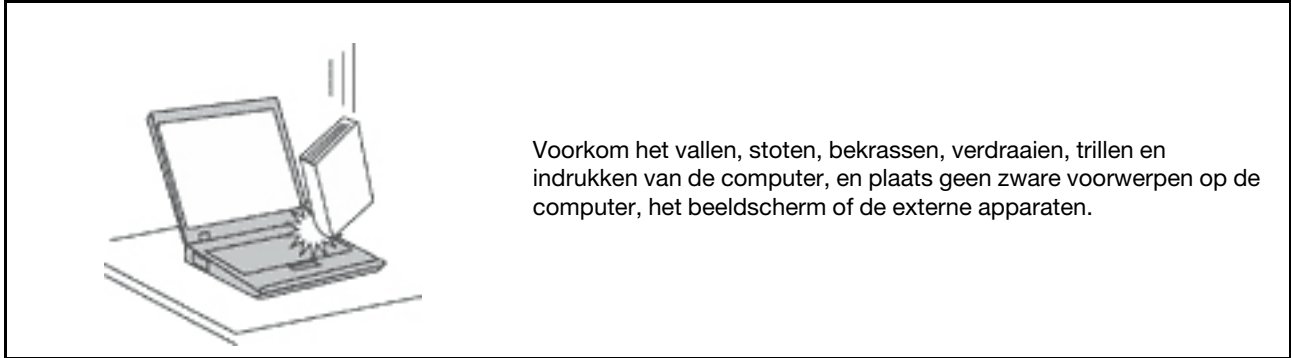 Voorkom het vallen, stoten, bekrassen, verdraaien, trillen en
indrukken van de computer, en plaats geen zware voorwerpen op de
computer, het beeldscherm of de externe apparaten.